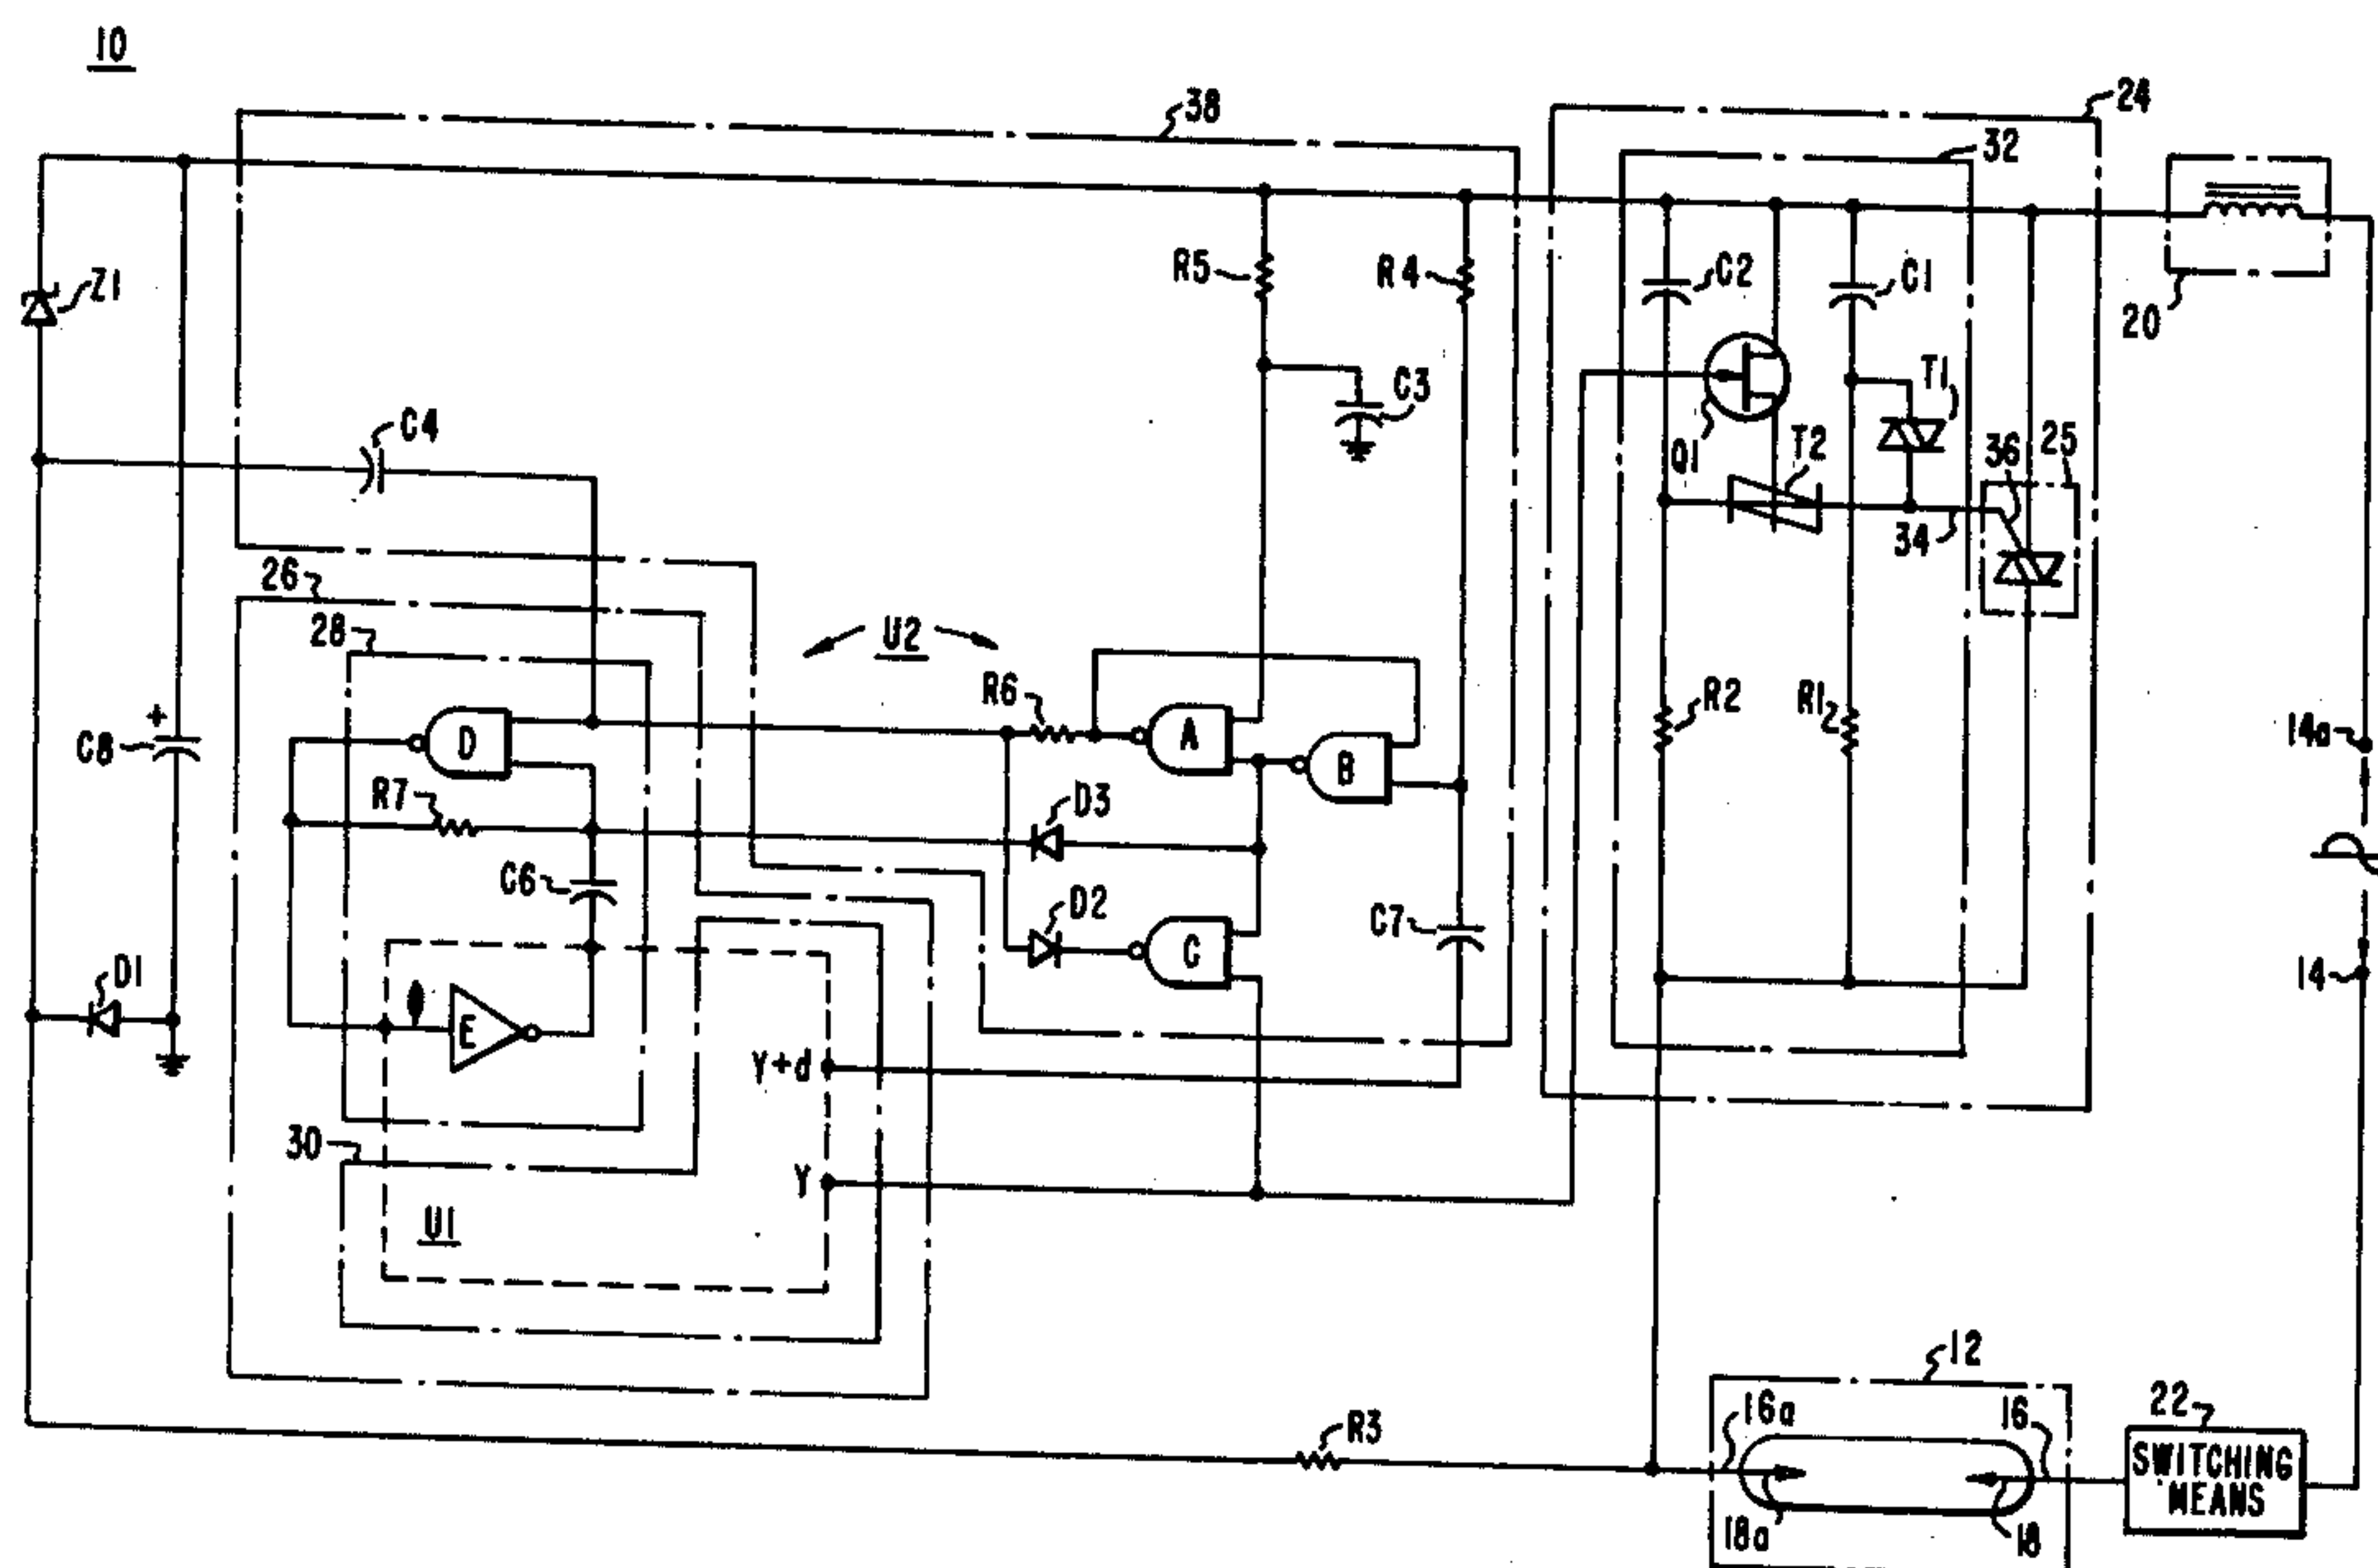 10
38
24
32
Z1
R5
R4
C2
C1
20
C3
T1
C4
Q1
T2
36
25
34
26
28
U2
R6
R2
R1
14a
C8
+
D
A
B
R7
D3
C6
D2
C7
14
D1
E
C
Y+d
30
Y
U1
12
R3
16a
16
22
SWITCHING
MEANS
18a
18